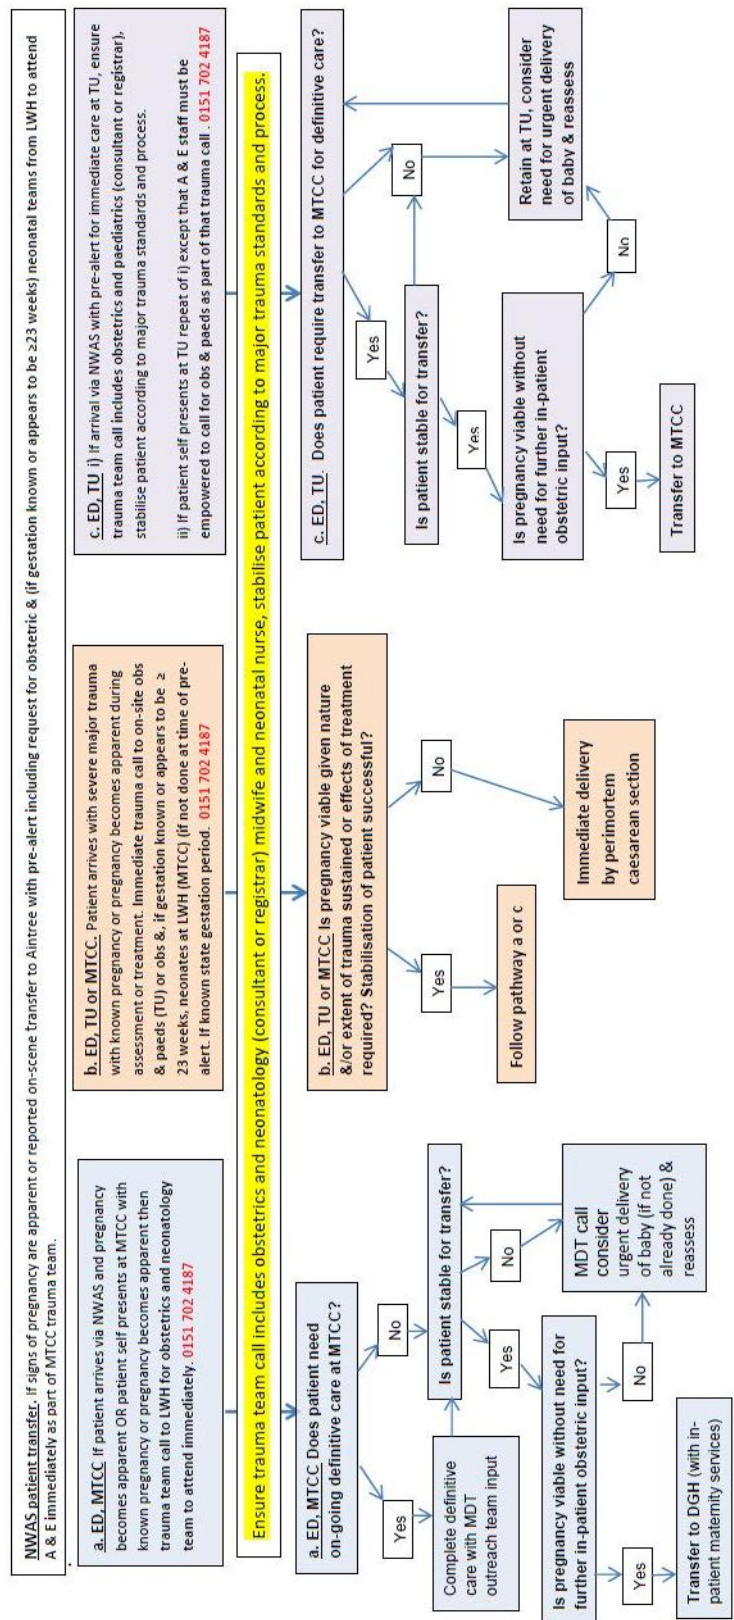 NWAS patient transfer. If signs of pregnancy are apparent or reported on-scene transfer to Aintree with pre-alert including request for obstetric & (if gestation known or appears to be ≥23 weeks) neonatal teams from LWH to attend
A & E immediately as part of MTCC trauma team.
.
a. ED, MTCC If patient arrives via NWAS and pregnancy
becomes apparent OR patient self presents at MTCC with
known pregnancy or pregnancy becomes apparent then
trauma team call to LWH for obstetrics and neonatology
team to attend immediately. 0151 702 4187
b. ED, TU or MTCC. Patient arrives with severe major trauma
with known pregnancy or pregnancy becomes apparent during
assessment or treatment. Immediate trauma call to on-site obs
& paeds (TU) or obs &, if gestation known or appears to be ≥
23 weeks, neonates at LWH (MTCC) (if not done at time of pre-
alert. If known state gestation period. 0151 702 4187
c. ED, TU i) If arrival via NWAS with pre-alert for immediate care at TU, ensure
trauma team call includes obstetrics and paediatrics (consultant or registrar),
stabilise patient according to major trauma standards and process.
ii) If patient self presents at TU repeat of i) except that A & E staff must be
empowered to call for obs & paeds as part of that trauma call . 0151 702 4187
Ensure trauma team call includes obstetrics and neonatology (consultant or registrar) midwife and neonatal nurse, stabilise patient according to major trauma standards and process.
a. ED, MTCC Does patient need
on-going definitive care at MTCC?
Yes
No
Complete definitive
care with MDT
outreach team input
Is patient stable for transfer?
Yes
No
Is pregnancy viable without need for
further in-patient obstetric input?
MDT call
consider
urgent delivery
of baby (if not
already done) &
reassess
Yes
No
Transfer to DGH (with in-
patient maternity services)
b. ED, TU or MTCC Is pregnancy viable given nature
&/or extent of trauma sustained or effects of treatment
required? Stabilisation of patient successful?
Yes
No
Follow pathway a or c
Immediate delivery
by perimortem
caesarean section
c. ED, TU. Does patient require transfer to MTCC for definitive care?
Yes
No
Is patient stable for transfer?
Yes
Is pregnancy viable without
need for further in-patient
obstetric input?
Retain at TU, consider
need for urgent delivery
of baby & reassess
Yes
No
Transfer to MTCC